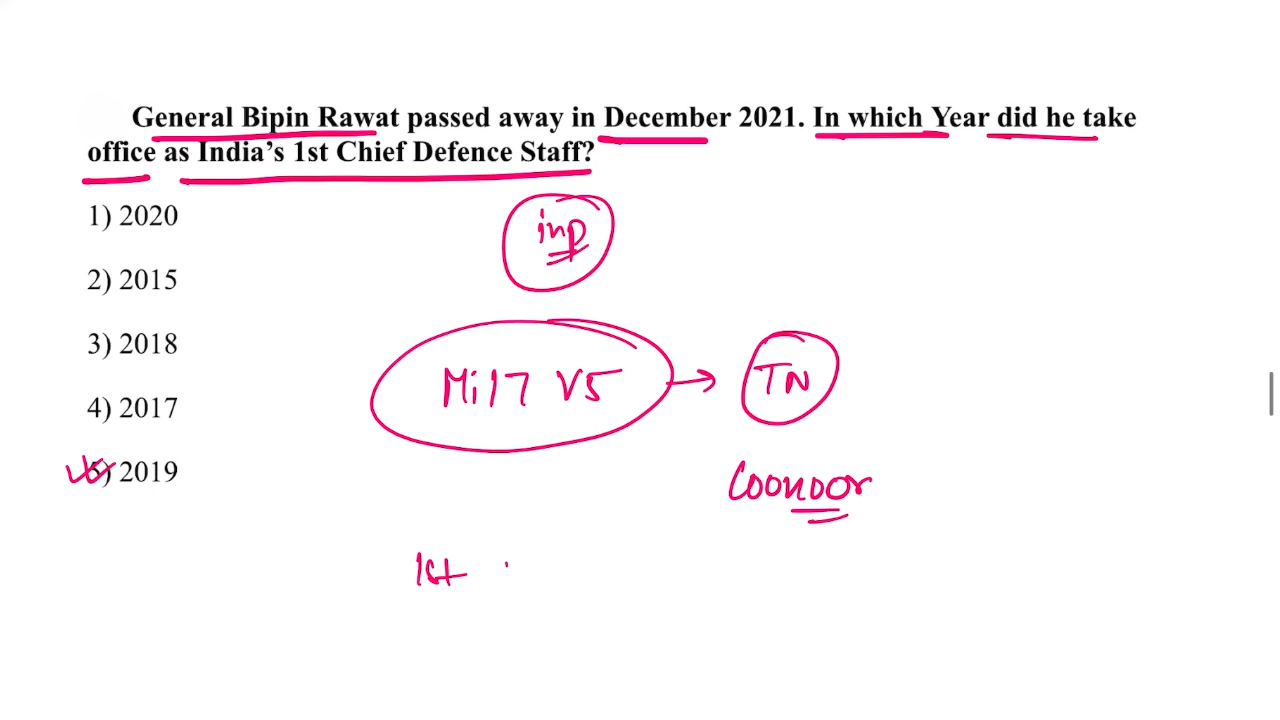 General Bipin Rawat passed away in December 2021. In which Year did he take
office as India's 1st Chief Defence Staff?
1) 2020
imp
2) 2015
3) 2018
Mi17 V5 → TN
4) 2017
5) 2019
Coonoor
1st